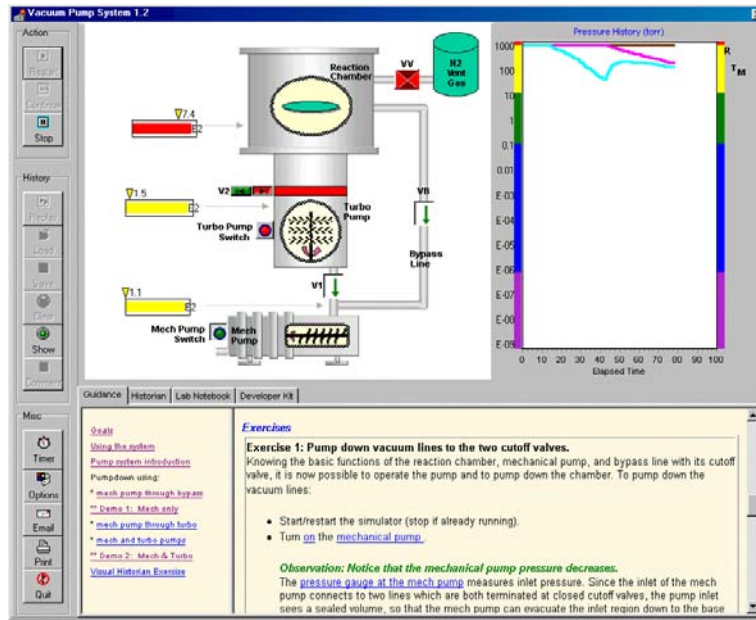 Vacuum Pump System 1.2
Action
Restart
Continue
Stop
History
Replay
Load
Save
Clear
Show
Misc
Timer
Options
Email
Print
Quit
Reaction
Chamber
VV
H2
Vent
Gas
7.4
E2
V2
1.5
E2
Turbo
Pump
Turbo Pump
Switch
VB
Bypass
Line
V1
1.1
E2
Mech Pump
Switch
Mech
Pump
Pressure History (torr)
1000
100
10
1
0.1
E-03
E-04
E-05
E-06
E-07
E-08
E-09
R
T
M
0 10 20 30 40 50 60 70 80 90 100
Elapsed Time
Guidance Historian Lab Notebook Developer Kit
Goals
Using the system
Pump system introduction
Pumpdown using:
* mech pump through bypass
** Demo 1: Mech only
* mech pump through turbo
* mech and turbo pumps
** Demo 2: Mech & Turbo
Visual Historian Exercise
Exercises
Exercise 1: Pump down vacuum lines to the two cutoff valves.
Knowing the basic functions of the reaction chamber, mechanical pump, and bypass line with its cutoff
valve, it is now possible to operate the pump and to pump down the chamber. To pump down the
vacuum lines:
• Start/restart the simulator (stop if already running).
• Turn on the mechanical pump .
Observation: Notice that the mechanical pump pressure decreases.
The pressure gauge at the mech pump measures inlet pressure. Since the inlet of the mech
pump connects to two lines which are both terminated at closed cutoff valves, the pump inlet
sees a sealed volume, so that the mech pump can evacuate the inlet region down to the base